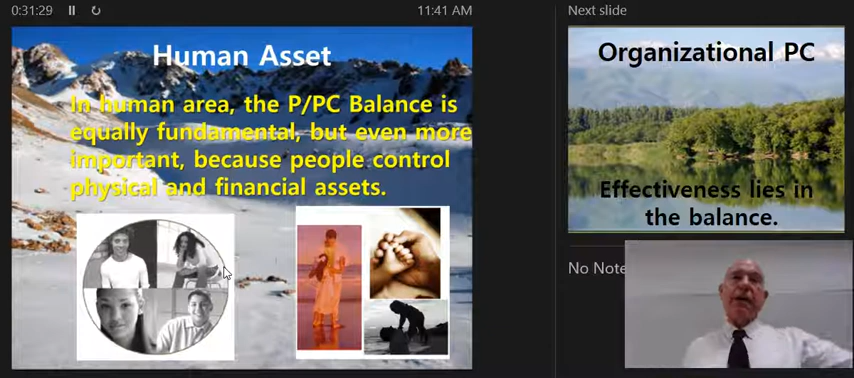 0:31:29
11:41 AM
Human Asset
In human area, the P/PC Balance is
equally fundamental, but even more
important, because people control
physical and financial assets.
Next slide
Organizational PC
Effectiveness lies in
the balance.
No Note